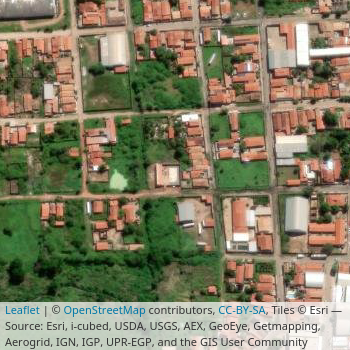 Leaflet | © OpenStreetMap contributors, CC-BY-SA, Tiles © Esri —
Source: Esri, i-cubed, USDA, USGS, AEX, GeoEye, Getmapping,
Aerogrid, IGN, IGP, UPR-EGP, and the GIS User Community